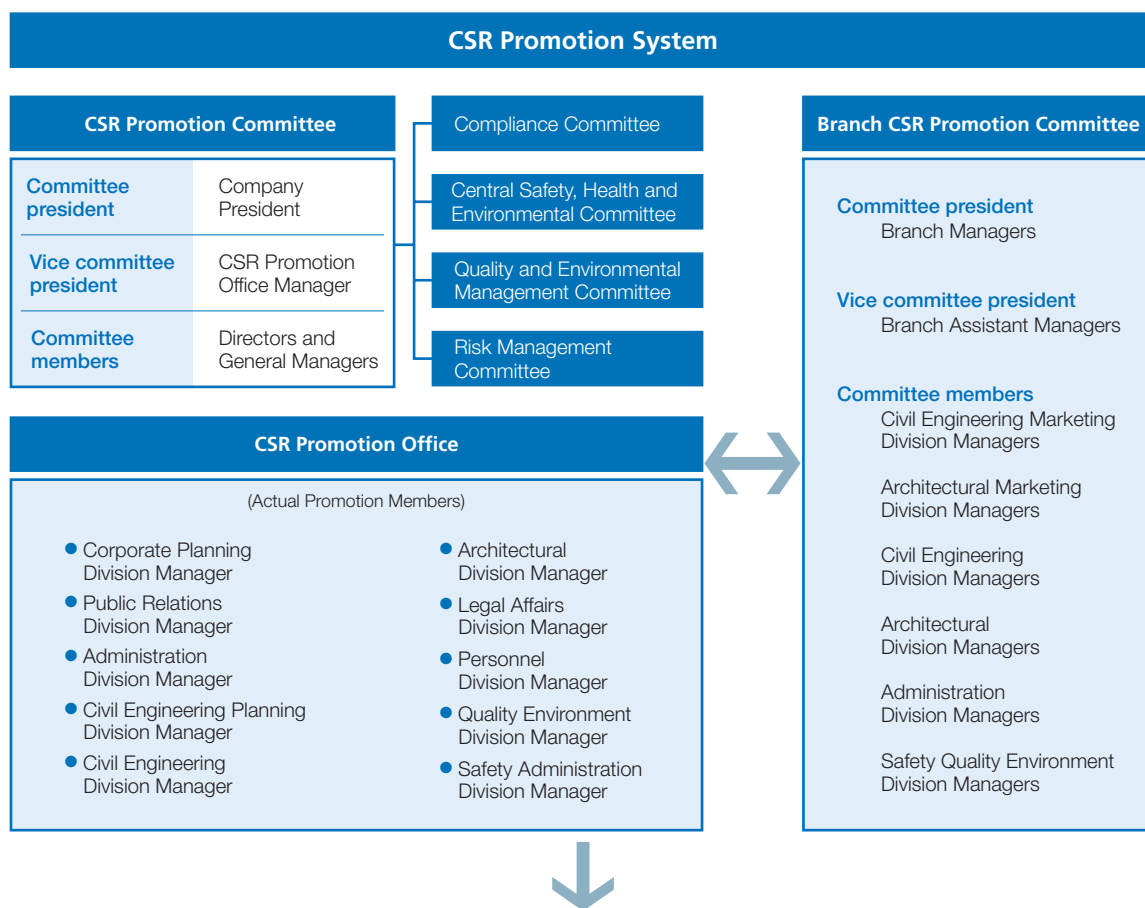 CSR Promotion System
CSR Promotion Committee
Committee
president
Company
President
Vice committee
president
CSR Promotion
Office Manager
Committee
members
Directors and
General Managers
Compliance Committee
Central Safety, Health and
Environmental Committee
Quality and Environmental
Management Committee
Risk Management
Committee
CSR Promotion Office
(Actual Promotion Members)
● Corporate Planning
Division Manager
● Public Relations
Division Manager
● Administration
Division Manager
● Civil Engineering Planning
Division Manager
● Civil Engineering
Division Manager
● Architectural
Division Manager
● Legal Affairs
Division Manager
● Personnel
Division Manager
● Quality Environment
Division Manager
● Safety Administration
Division Manager
Branch CSR Promotion Committee
Committee president
Branch Managers
Vice committee president
Branch Assistant Managers
Committee members
Civil Engineering Marketing
Division Managers
Architectural Marketing
Division Managers
Civil Engineering
Division Managers
Architectural
Division Managers
Administration
Division Managers
Safety Quality Environment
Division Managers